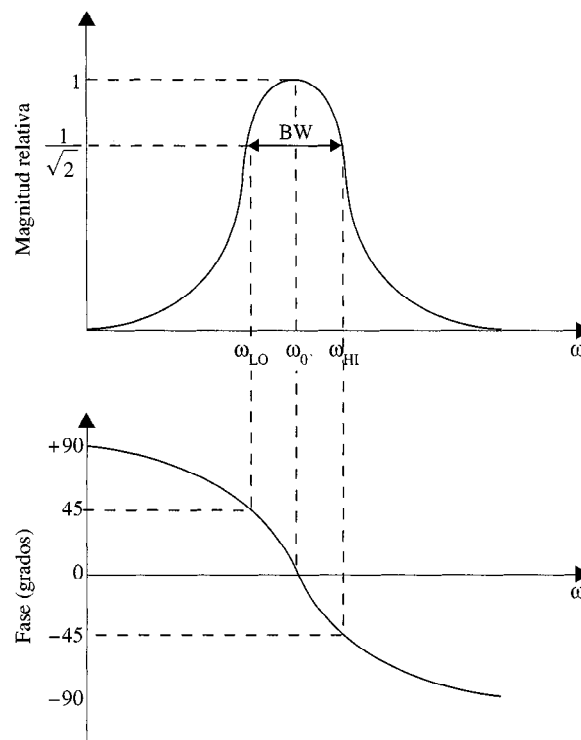 Magnitud relativa
1
BW
1
√2
ω_LO ω_0 ω_HI ω
Fase (grados)
+90
45
0
ω
−45
−90